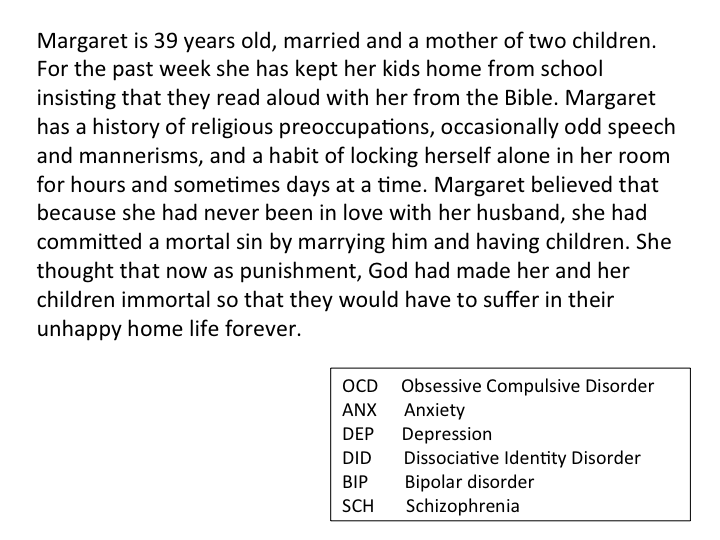 Margaret is 39 years old, married and a mother of two children.
For the past week she has kept her kids home from school
insisting that they read aloud with her from the Bible. Margaret
has a history of religious preoccupations, occasionally odd speech
and mannerisms, and a habit of locking herself alone in her room
for hours and sometimes days at a time. Margaret believed that
because she had never been in love with her husband, she had
committed a mortal sin by marrying him and having children. She
thought that now as punishment, God had made her and her
children immortal so that they would have to suffer in their
unhappy home life forever.
OCD Obsessive Compulsive Disorder
ANX Anxiety
DEP Depression
DID Dissociative Identity Disorder
BIP Bipolar disorder
SCH Schizophrenia